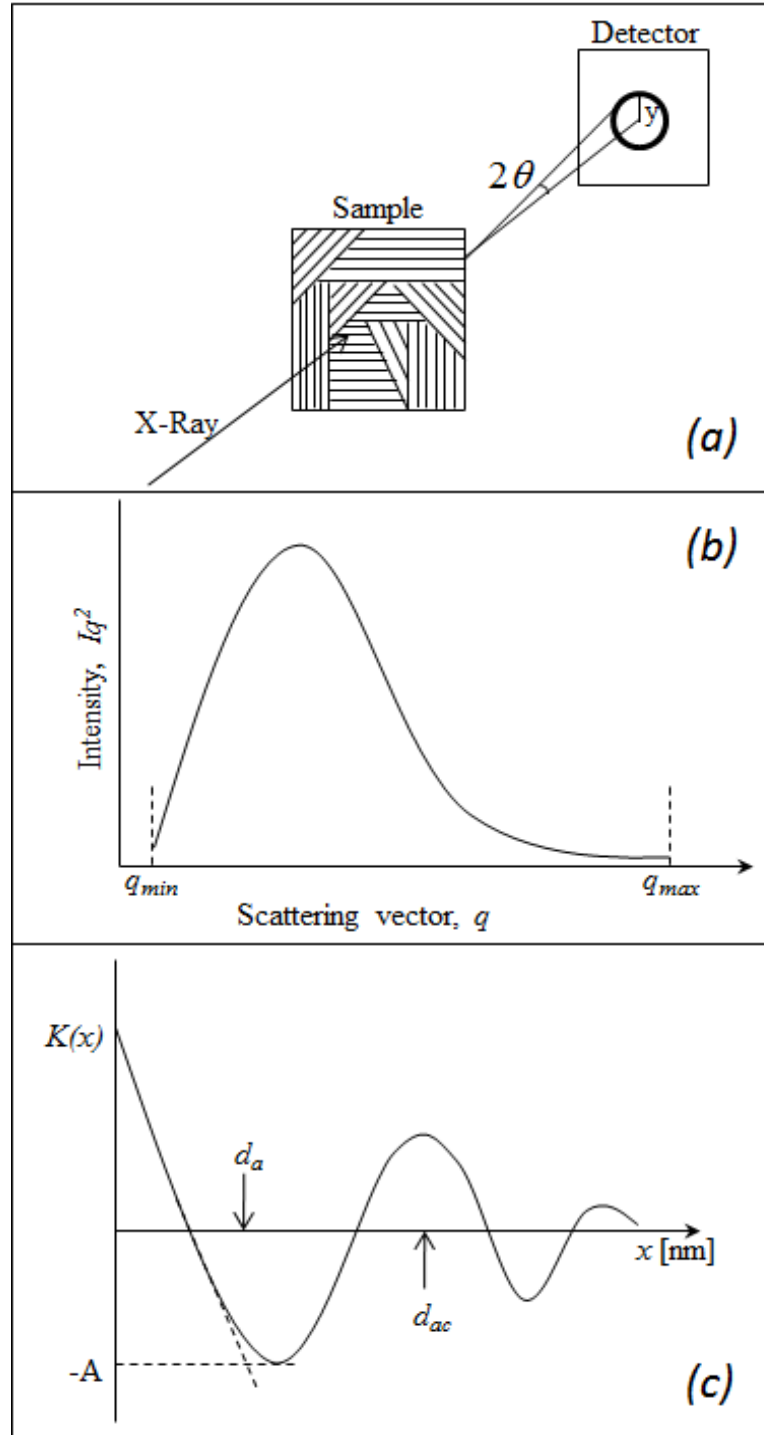 Detector
y
2θ
Sample
X-Ray
(a)
(b)
Intensity, Iq²
q_min
q_max
Scattering vector, q
K(x)
d_a
x [nm]
d_ac
-A
(c)